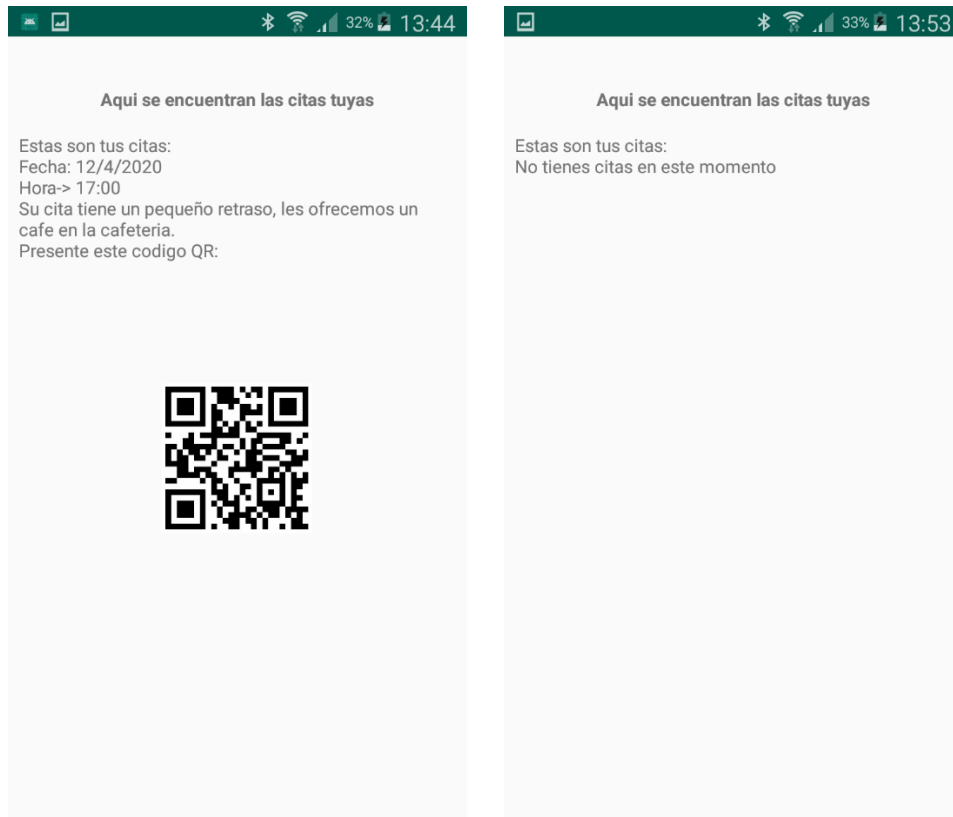 32% 13:44
Aqui se encuentran las citas tuyas
Estas son tus citas:
Fecha: 12/4/2020
Hora-> 17:00
Su cita tiene un pequeño retraso, les ofrecemos un
cafe en la cafeteria.
Presente este codigo QR:
33% 13:53
Aqui se encuentran las citas tuyas
Estas son tus citas:
No tienes citas en este momento